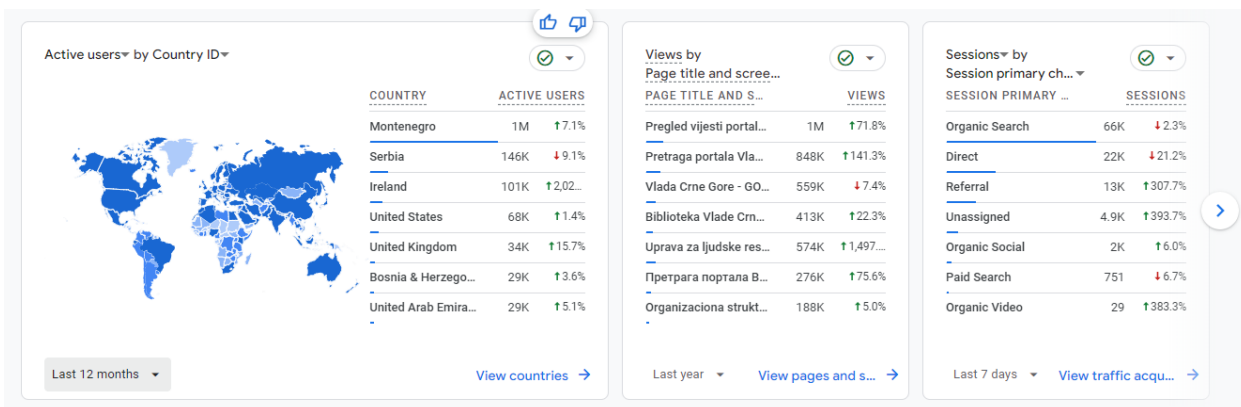 Active users by Country ID
COUNTRY ACTIVE USERS
Montenegro 1M ↑7.1%
Serbia 146K ↓9.1%
Ireland 101K ↑2,02...
United States 68K ↑1.4%
United Kingdom 34K ↑15.7%
Bosnia & Herzego... 29K ↑3.6%
United Arab Emira... 29K ↑5.1%
Last 12 months
View countries →
Views by
Page title and scree...
PAGE TITLE AND S... VIEWS
Pregled vijesti portal... 1M ↑71.8%
Pretraga portala Vla... 848K ↑141.3%
Vlada Crne Gore - GO... 559K ↓7.4%
Biblioteka Vlade Crn... 413K ↑22.3%
Uprava za ljudske res... 574K ↑1,497....
Претрага портала В... 276K ↑75.6%
Organizaciona strukt... 188K ↑5.0%
Last year
View pages and s... →
Sessions by
Session primary ch...
SESSION PRIMARY ... SESSIONS
Organic Search 66K ↓2.3%
Direct 22K ↓21.2%
Referral 13K ↑307.7%
Unassigned 4.9K ↑393.7%
Organic Social 2K ↑6.0%
Paid Search 751 ↓6.7%
Organic Video 29 ↑383.3%
Last 7 days
View traffic acqu... →